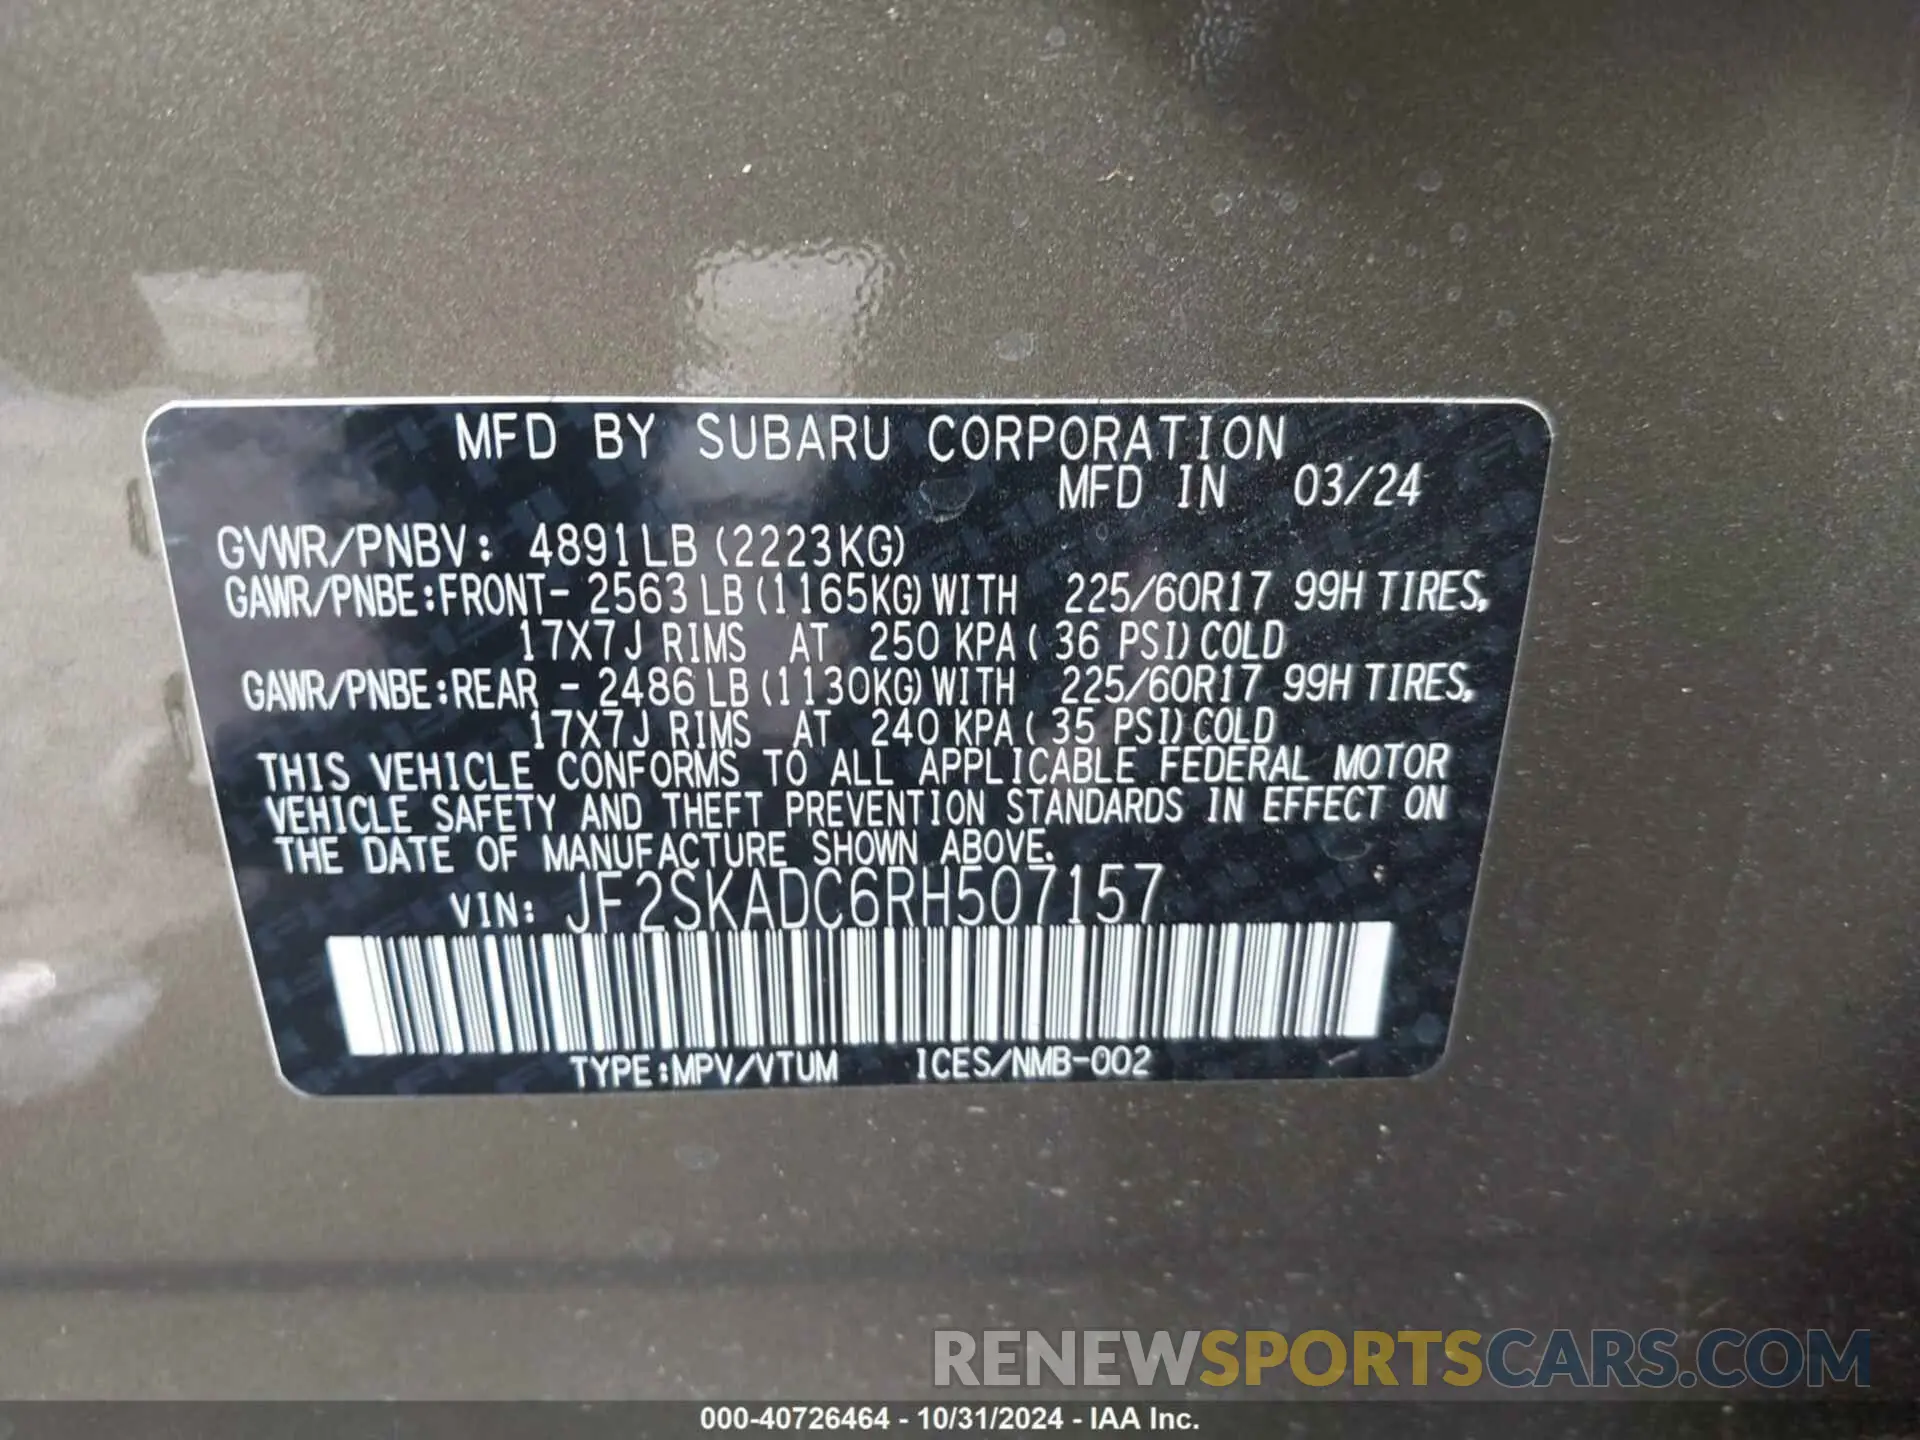 MFD BY SUBARU CORPORATION
MFD IN 03/24
GVWR/PNBV: 4891LB (2223KG)
GAWR/PNBE:FRONT- 2563 LB (1165KG) WITH 225/60R17 99H TIRES,
17X7J RIMS AT 250 KPA ( 36 PSI) COLD
GAWR/PNBE:REAR - 2486 LB (1130KG) WITH 225/60R17 99H TIRES,
17X7J RIMS AT 240 KPA ( 35 PSI) COLD
THIS VEHICLE CONFORMS TO ALL APPLICABLE FEDERAL MOTOR
VEHICLE SAFETY AND THEFT PREVENTION STANDARDS IN EFFECT ON
THE DATE OF MANUFACTURE SHOWN ABOVE.
VIN: JF2SKADC6RH507157
TYPE:MPV/VTUM ICES/NMB-002
RENEWSPORTSCARS.COM
000-40726464 - 10/31/2024 - IAA Inc.